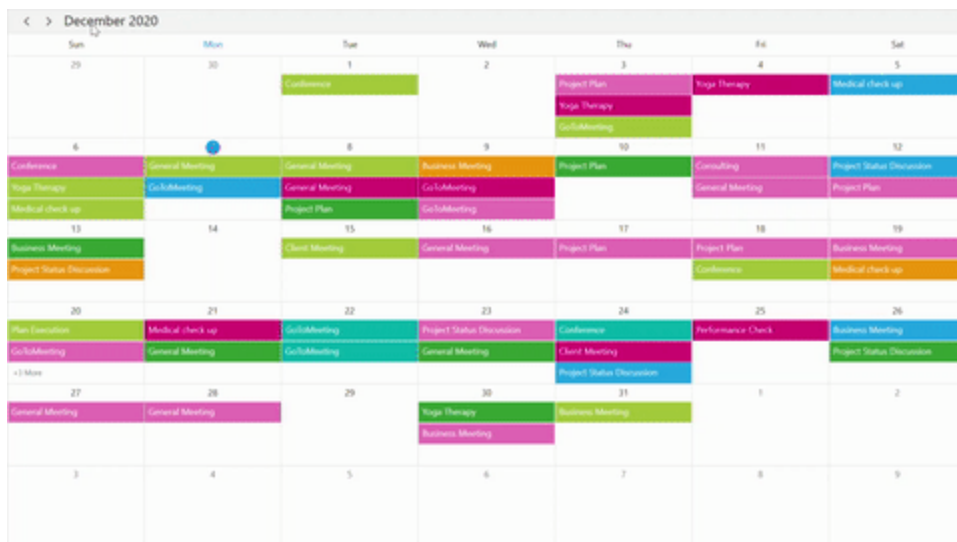 December 2020
Sun Mon Tue Wed Thu Fri Sat
29 30 1 2 3 4 5
Conference Project Plan Yoga Therapy Medical check up
Yoga Therapy
GoToMeeting
6 8 9 10 11 12
Conference General Meeting General Meeting Business Meeting Project Plan Consulting Project Status Discussion
Yoga Therapy GoToMeeting General Meeting GoToMeeting General Meeting Project Plan
Medical check up Project Plan GoToMeeting
13 14 15 16 17 18 19
Business Meeting Client Meeting General Meeting Project Plan Project Plan Business Meeting
Project Status Discussion Conference Medical check up
20 21 22 23 24 25 26
Plan Execution Medical check up GoToMeeting Project Status Discussion Conference Performance Check Business Meeting
GoToMeeting General Meeting GoToMeeting General Meeting Client Meeting Project Status Discussion
+3 More Project Status Discussion
27 28 29 30 31 1 2
General Meeting General Meeting Yoga Therapy Business Meeting
Business Meeting
3 4 5 6 7 8 9